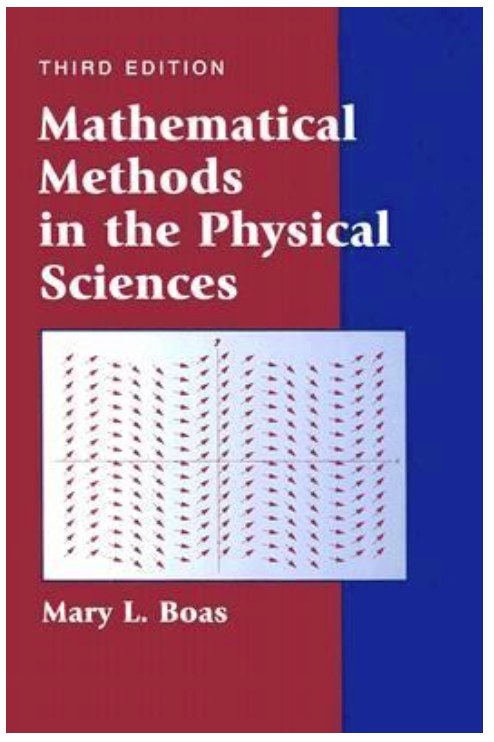 THIRD EDITION
Mathematical
Methods
in the Physical
Sciences
y
x
Mary L. Boas